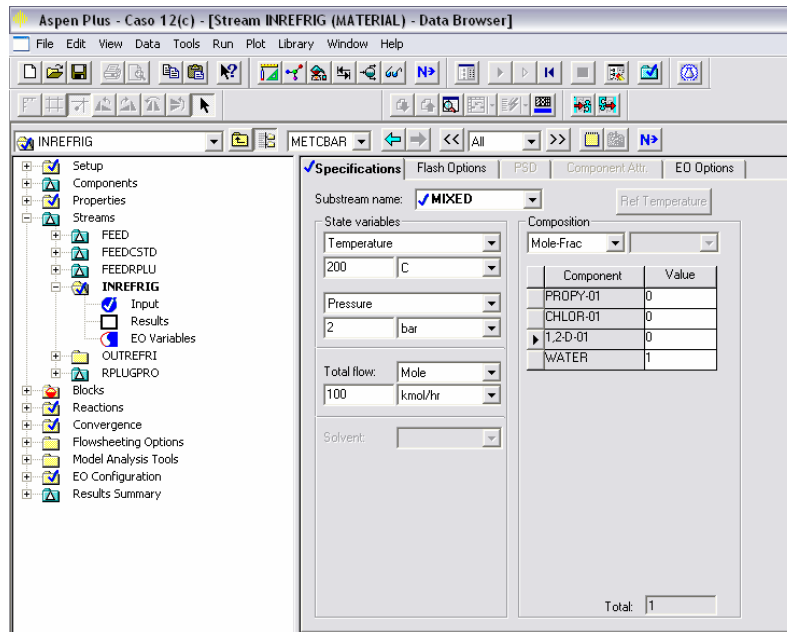 Aspen Plus - Caso 12(c) - [Stream INREFRIG (MATERIAL) - Data Browser]
File Edit View Data Tools Run Plot Library Window Help
N>
INREFRIG METCBAR << All >> N>
Setup
Components
Properties
Streams
FEED
FEEDCSTD
FEEDRPLU
INREFRIG
Input
Results
EO Variables
OUTREFRI
RPLUGPRO
Blocks
Reactions
Convergence
Flowsheeting Options
Model Analysis Tools
EO Configuration
Results Summary
Specifications Flash Options PSD Component Attr. EO Options
Substream name: MIXED Ref Temperature
State variables
Temperature
200 C
Pressure
2 bar
Total flow: Mole
100 kmol/hr
Solvent:
Composition
Mole-Frac
Component Value
PROPY-01 0
CHLOR-01 0
1,2-D-01 0
WATER 1
Total: 1